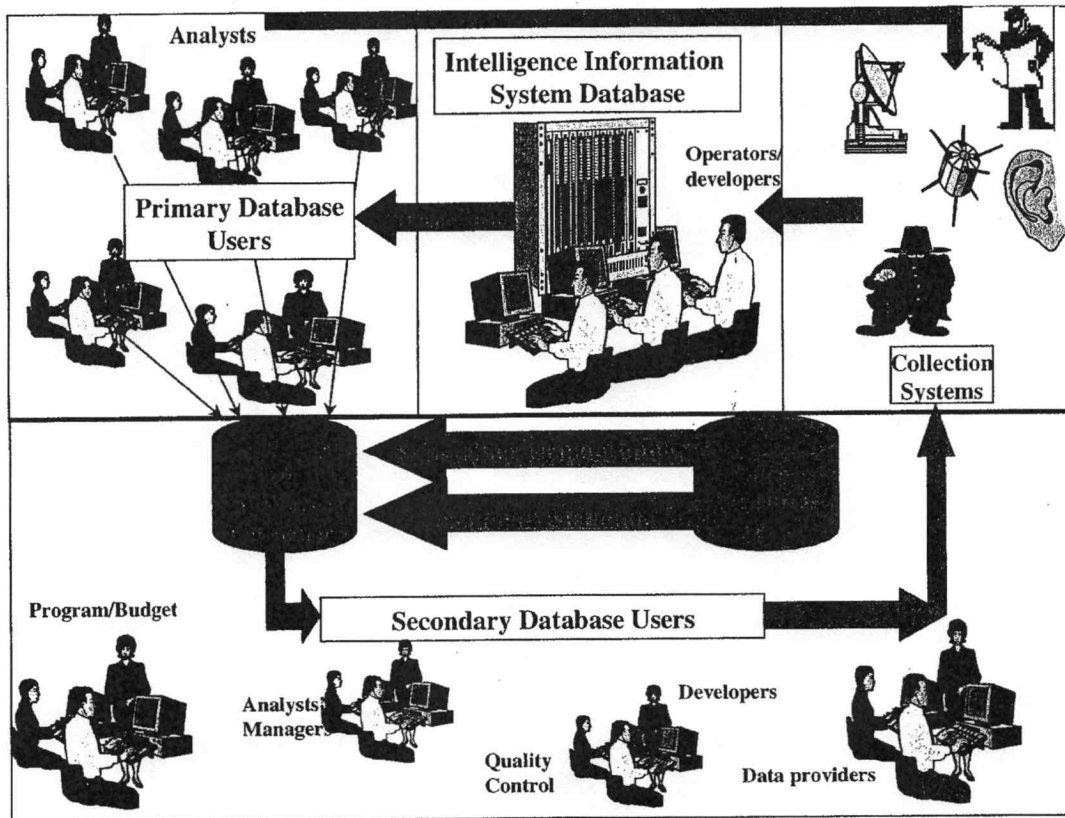 Analysts
Intelligence Information
System Database
Operators/
developers
Primary Database
Users
Collection
Systems
Program/Budget
Secondary Database Users
Analysts
Managers
Developers
Quality
Control
Data providers